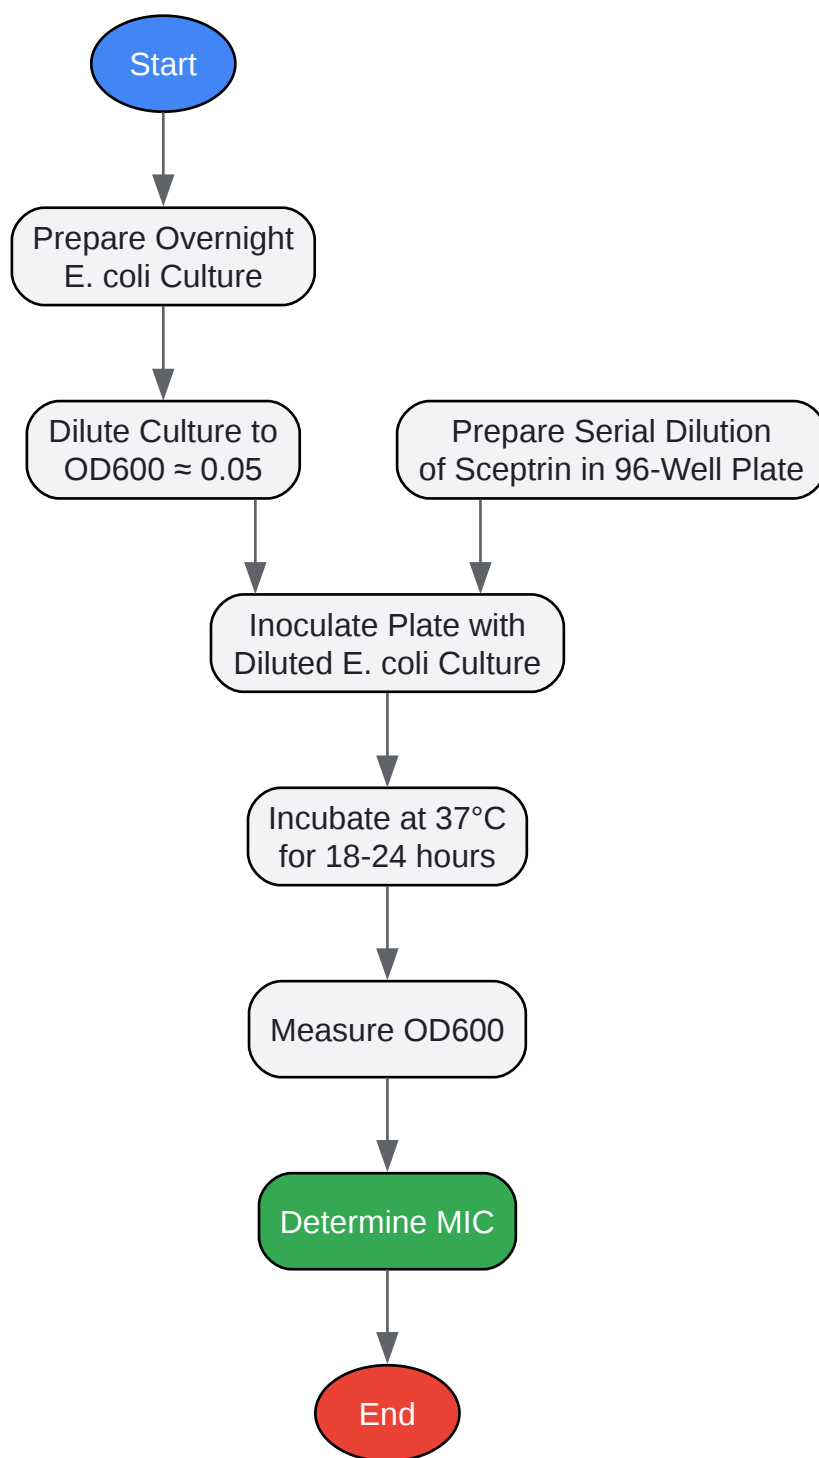 Start
Prepare Overnight
E. coli Culture
Dilute Culture to
OD600 ≈ 0.05
Prepare Serial Dilution
of Sceptrin in 96-Well Plate
Inoculate Plate with
Diluted E. coli Culture
Incubate at 37°C
for 18-24 hours
Measure OD600
Determine MIC
End